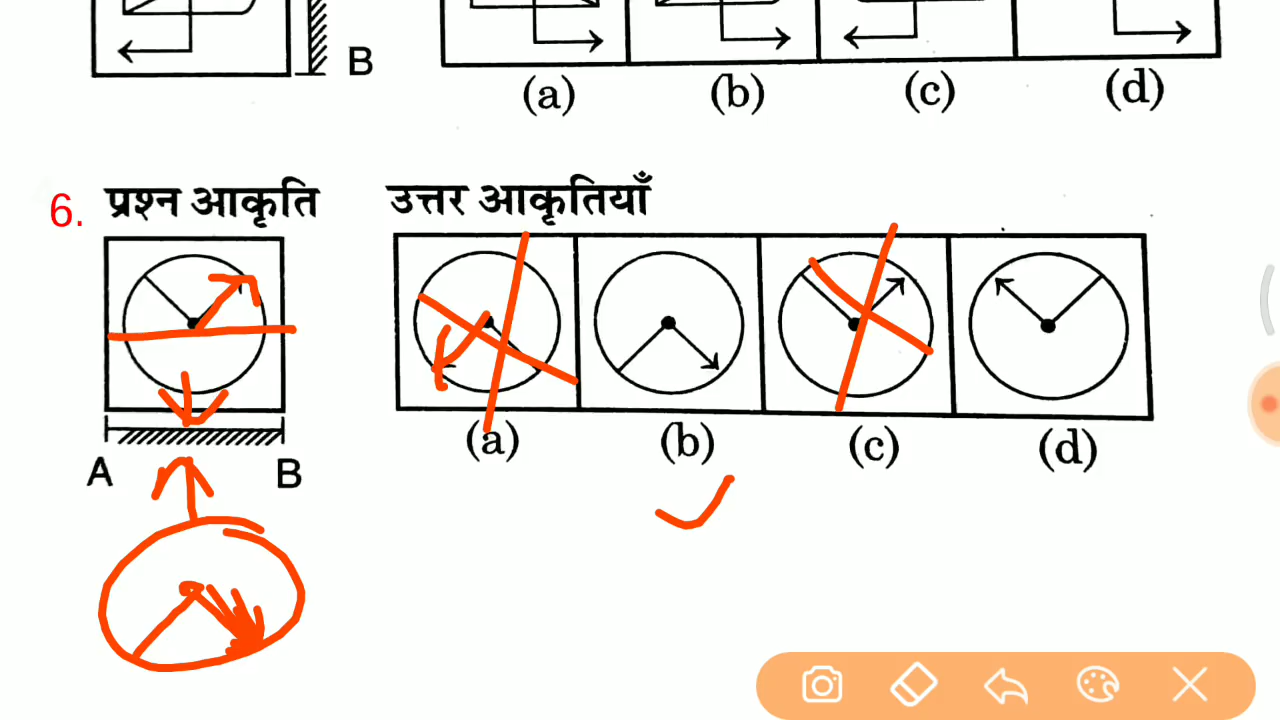 B
(a) (b) (c) (d)
6. प्रश्न आकृति उत्तर आकृतियाँ
(a) (b) (c) (d)
A B